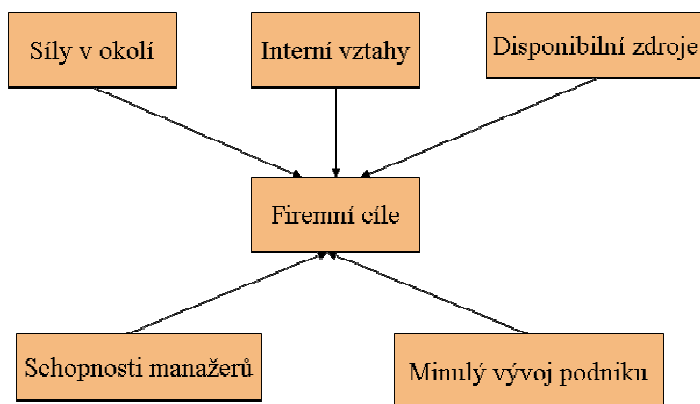 Síly v okolí
Interní vztahy
Disponibilní zdroje
Firemní cíle
Schopnosti manažerů
Minulý vývoj podniku